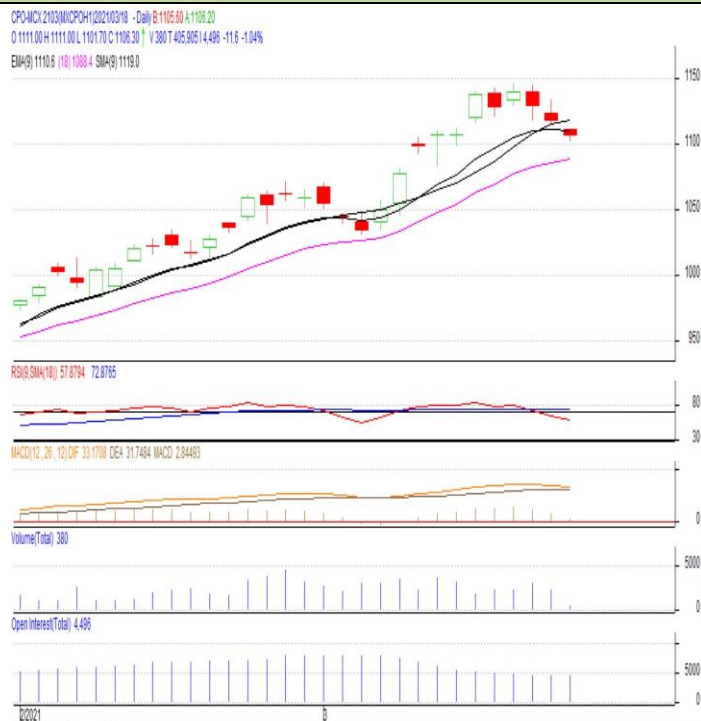 CPO-MCX 2103(MXCPOH1)2021/03/18 - Daily B:1105.60 A:1106.20
O 1111.00 H 1111.00 L 1101.70 C 1106.30 ↑ V 380 T 405,905 I 4,496 -11.6 -1.04%
EMA(9) 1110.6 (18) 1088.4 SMA(9) 1119.0
1150
1100
1050
1000
950
RSI(9,SMA(18)) 57.8794 72.8765
80
30
MACD(12 , 26 , 12) DIF 33.1708 DEA 31.7484 MACD 2.84493
0
Volume(Total) 380
5000
0
Open Interest(Total) 4,496
5000
0
2/2021 3